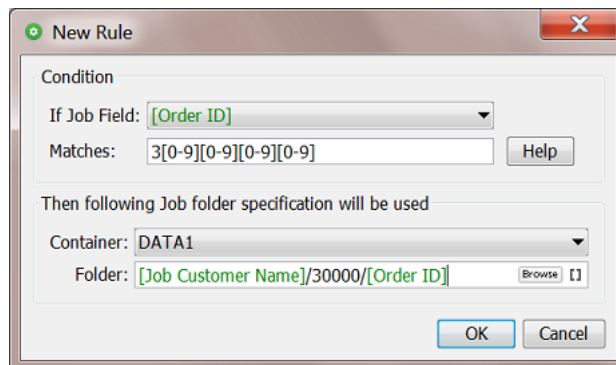 New Rule
X
Condition
If Job Field: [Order ID]
Matches: 3[0-9][0-9][0-9][0-9]
Help
Then following Job folder specification will be used
Container: DATA1
Folder: [Job Customer Name]/30000/[Order ID] Browse []
OK Cancel